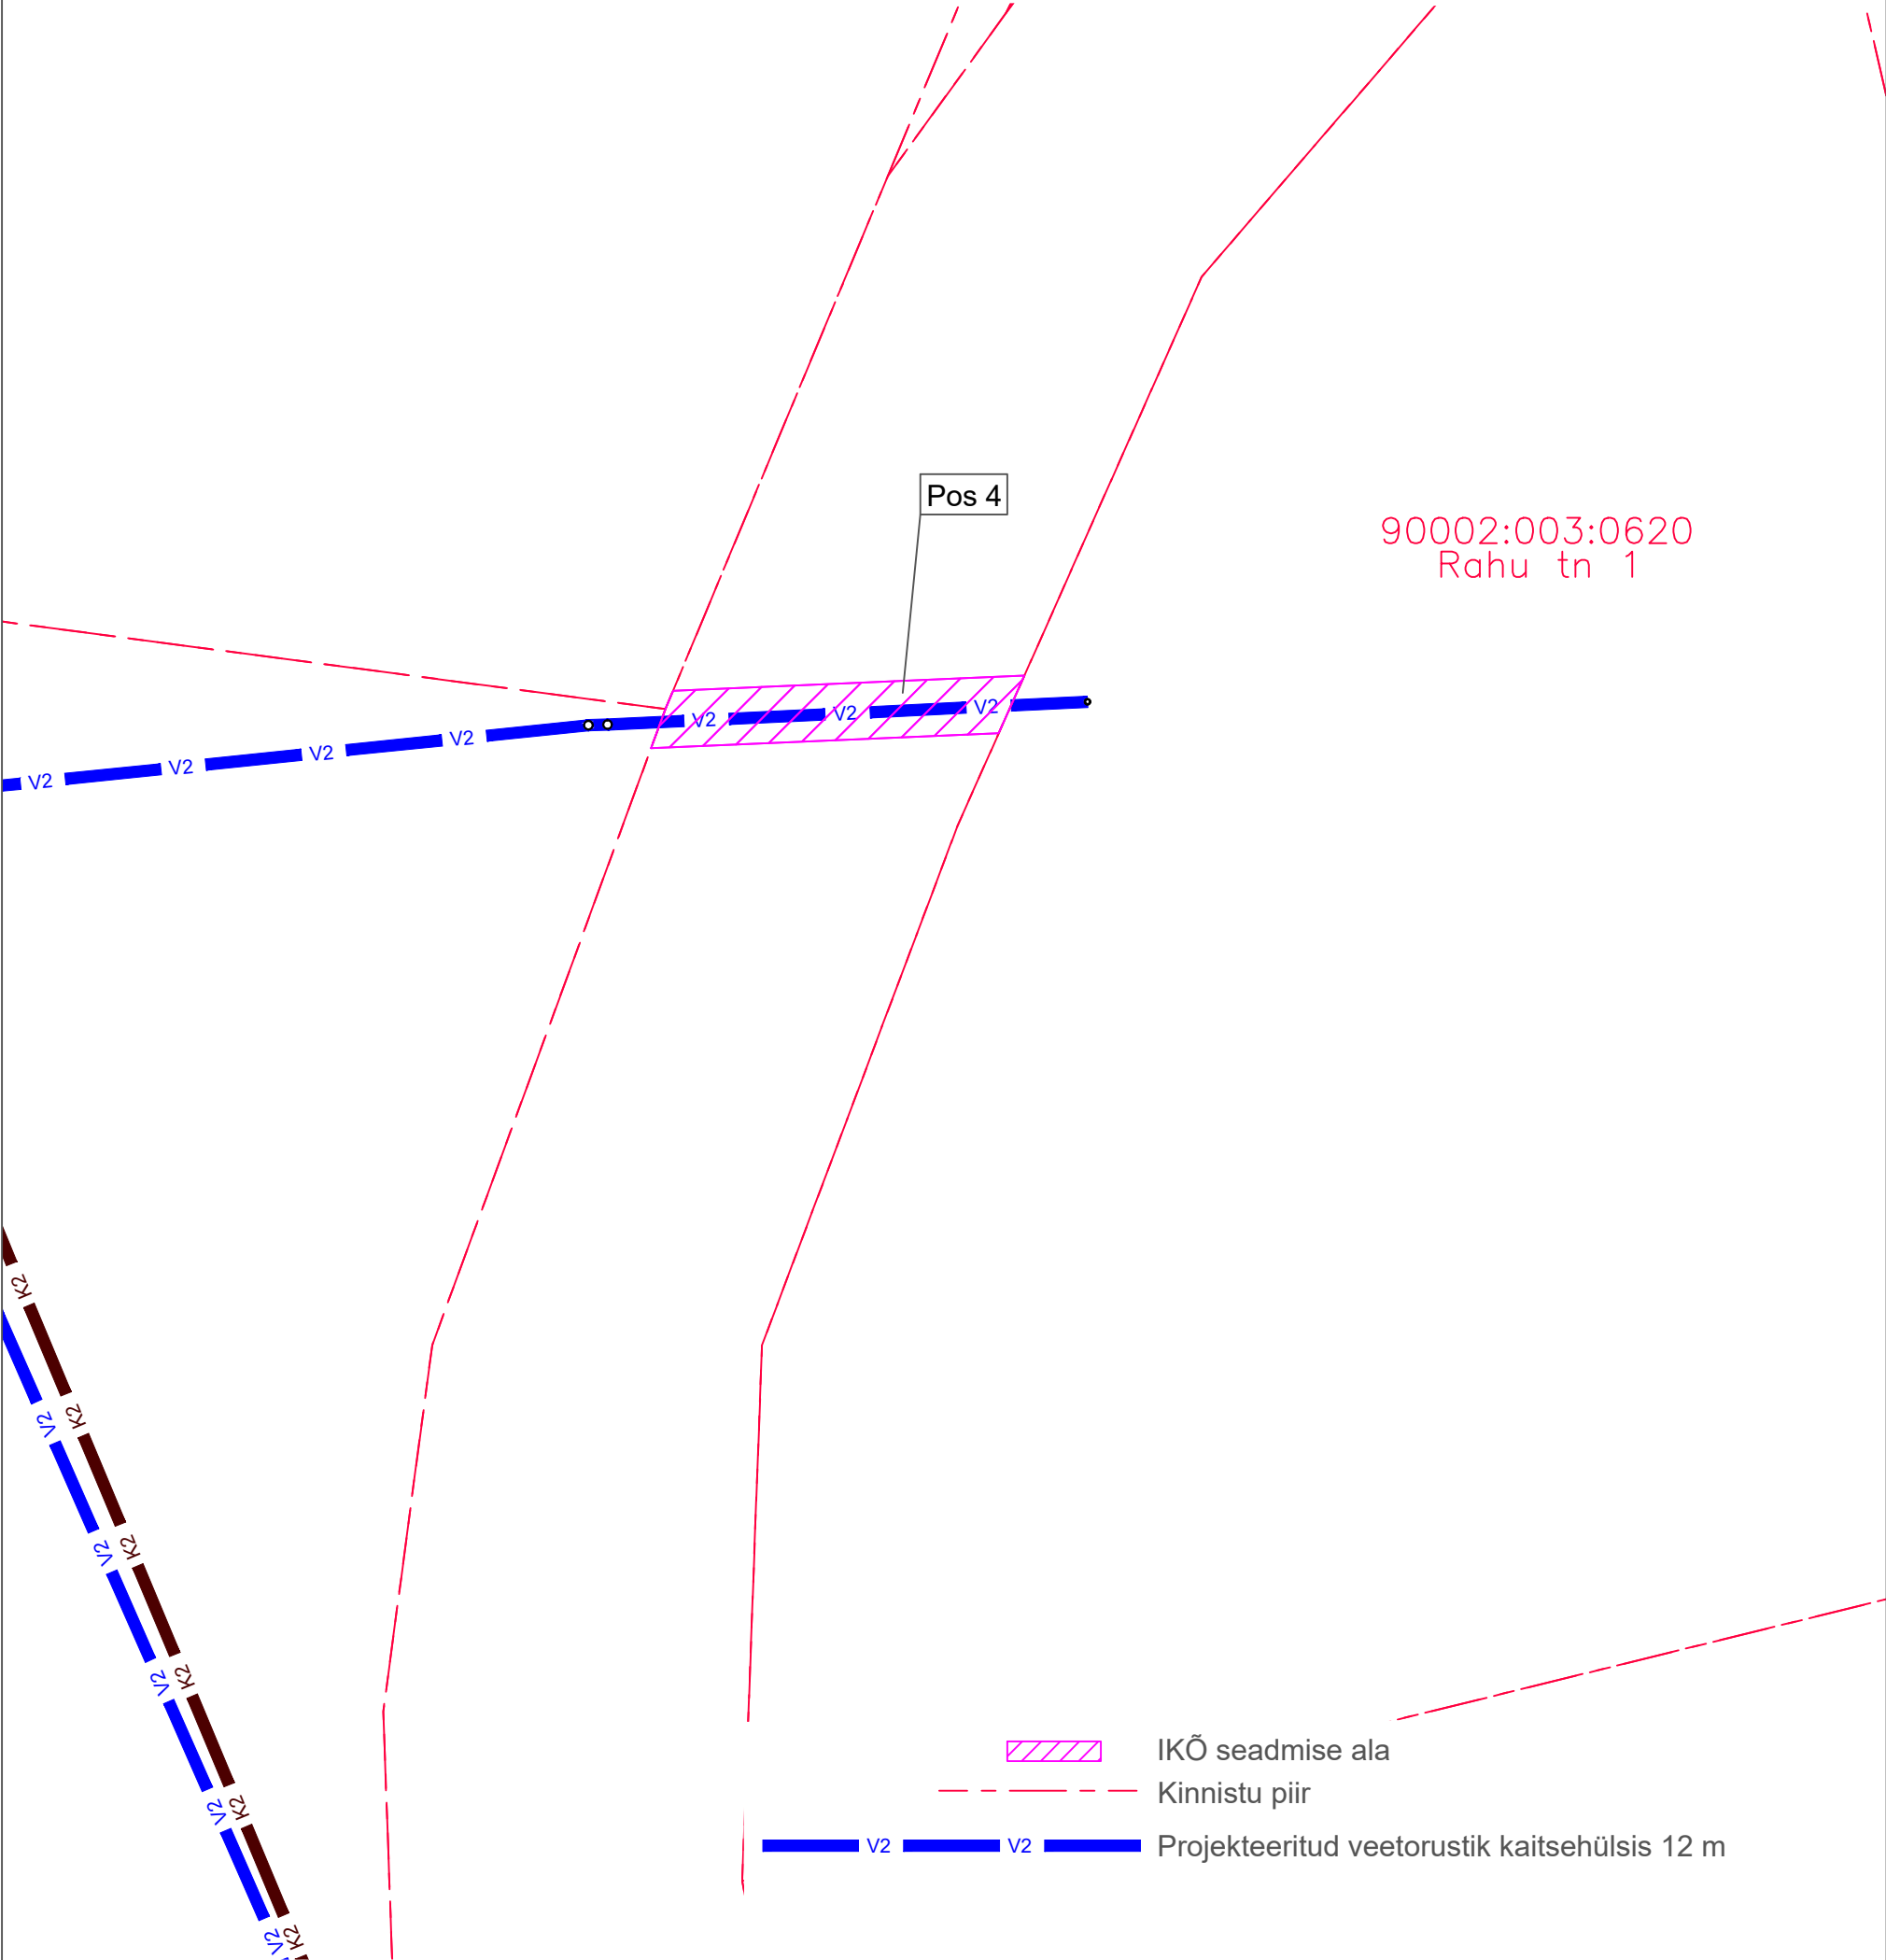 Pos 4
90002:003:0620
Rahu tn 1
V2 V2 V2 V2 V2 V2 V2
K2
K2
V2
K2
V2
K2
V2
K2
V2
K2
V2
IKÕ seadmise ala
Kinnistu piir
V2 V2 Projekteeritud veetorustik kaitsehülsis 12 m